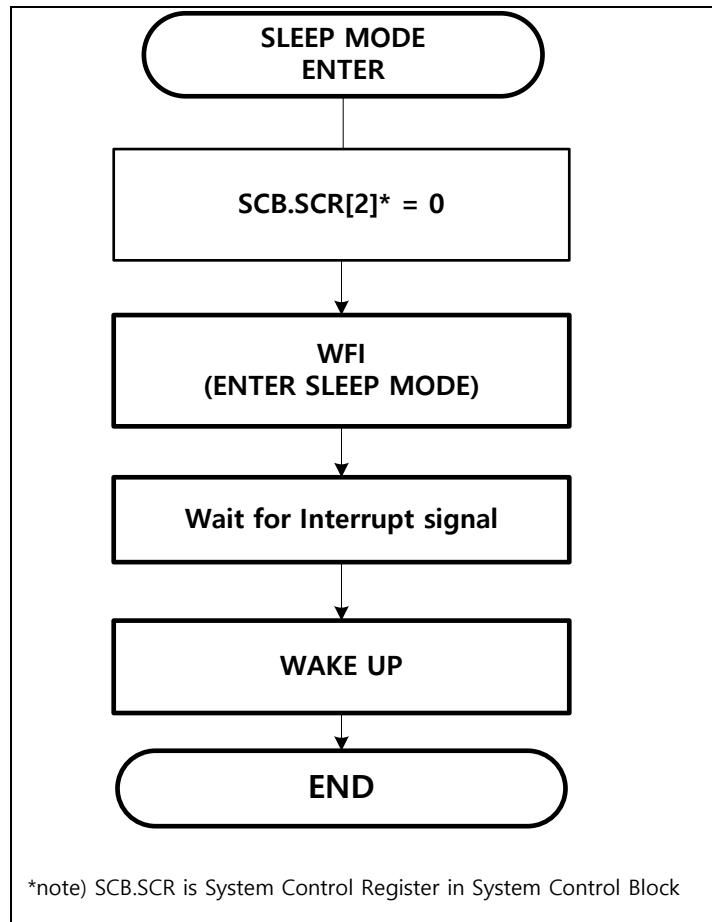 SLEEP MODE
ENTER
SCB.SCR[2]* = 0
WFI
(ENTER SLEEP MODE)
Wait for Interrupt signal
WAKE UP
END
*note) SCB.SCR is System Control Register in System Control Block